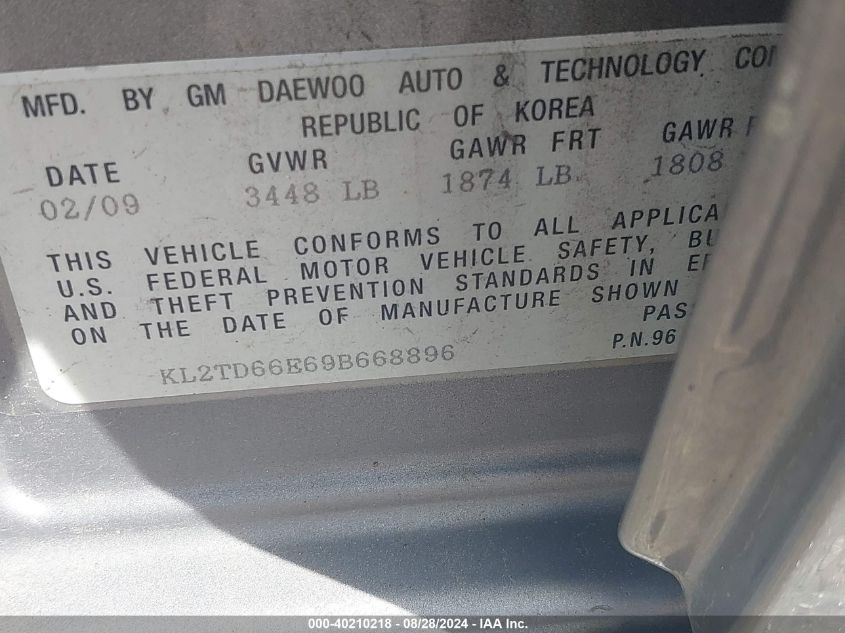 MFD. BY GM DAEWOO AUTO & TECHNOLOGY
REPUBLIC OF KOREA
DATE GVWR GAWR FRT GAWR
02/09 3448 LB 1874 LB 1808
THIS VEHICLE CONFORMS TO ALL
U.S. FEDERAL MOTOR VEHICLE SAFETY,
AND THEFT PREVENTION STANDARDS IN
ON THE DATE OF MANUFACTURE SHOWN
KL2TD66E69B668896
P.N.96
000-40210218 - 08/28/2024 - IAA Inc.